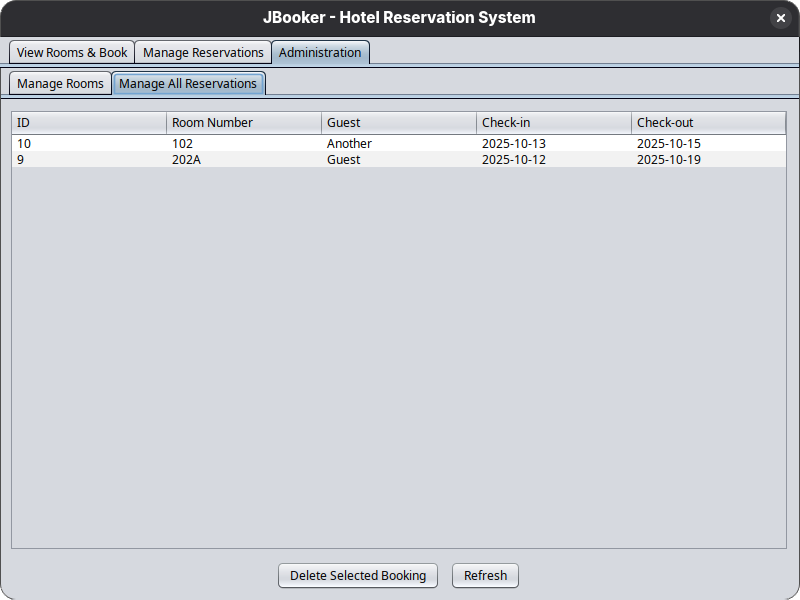 JBooker - Hotel Reservation System
View Rooms & Book Manage Reservations Administration
Manage Rooms Manage All Reservations
ID Room Number Guest Check-in Check-out
10 102 Another 2025-10-13 2025-10-15
9 202A Guest 2025-10-12 2025-10-19
Delete Selected Booking Refresh